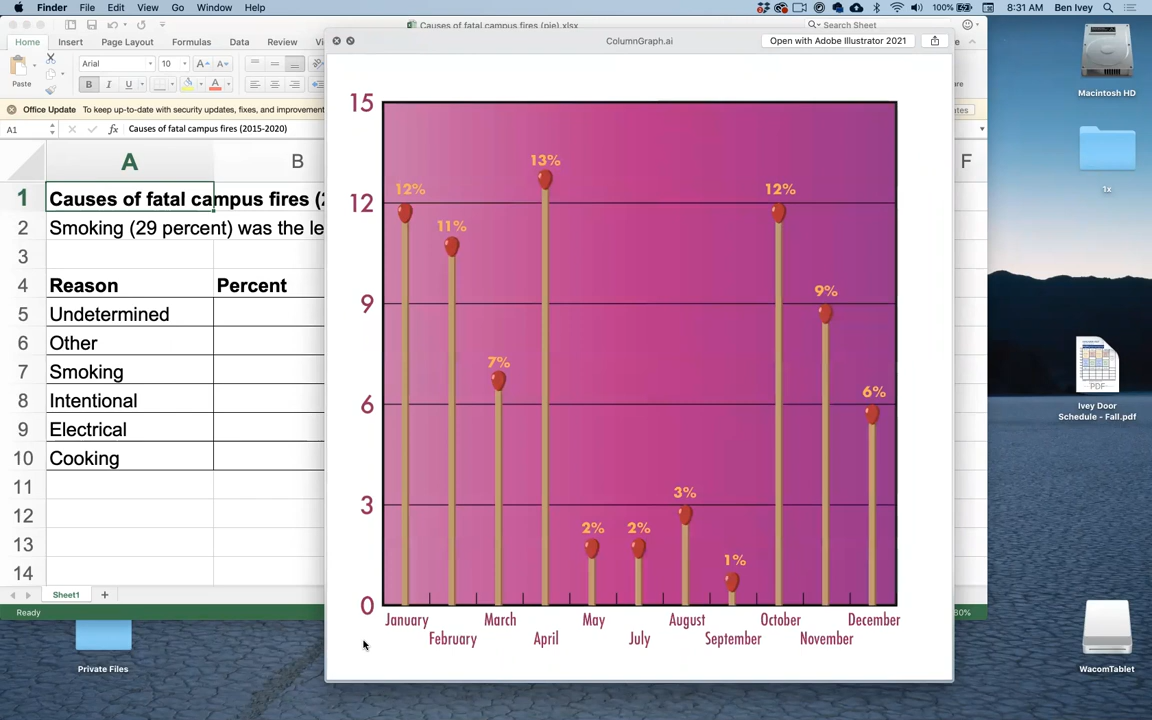 Finder File Edit View Go Window Help 100% 8:31 AM Ben Ivey
Causes of fatal campus fires (pie).xlsx Search Sheet
Home Insert Page Layout Formulas Data Review
ColumnGraph.ai Open with Adobe Illustrator 2021
Paste Arial 10 A A
B I U A
Office Update To keep up-to-date with security updates, fixes, and improvement
A1 fx Causes of fatal campus fires (2015-2020)
A B F
1 Causes of fatal campus fires (
2 Smoking (29 percent) was the le
3
4 Reason Percent
5 Undetermined
6 Other
7 Smoking
8 Intentional
9 Electrical
10 Cooking
11
12
13
14
Sheet1 +
Ready
15
12
9
6
3
0
12%
11%
7%
13%
2%
2%
3%
1%
12%
9%
6%
January March May August October December
February April July September November
Macintosh HD
1x
PDF
Ivey Door
Schedule - Fall.pdf
WacomTablet
Private Files